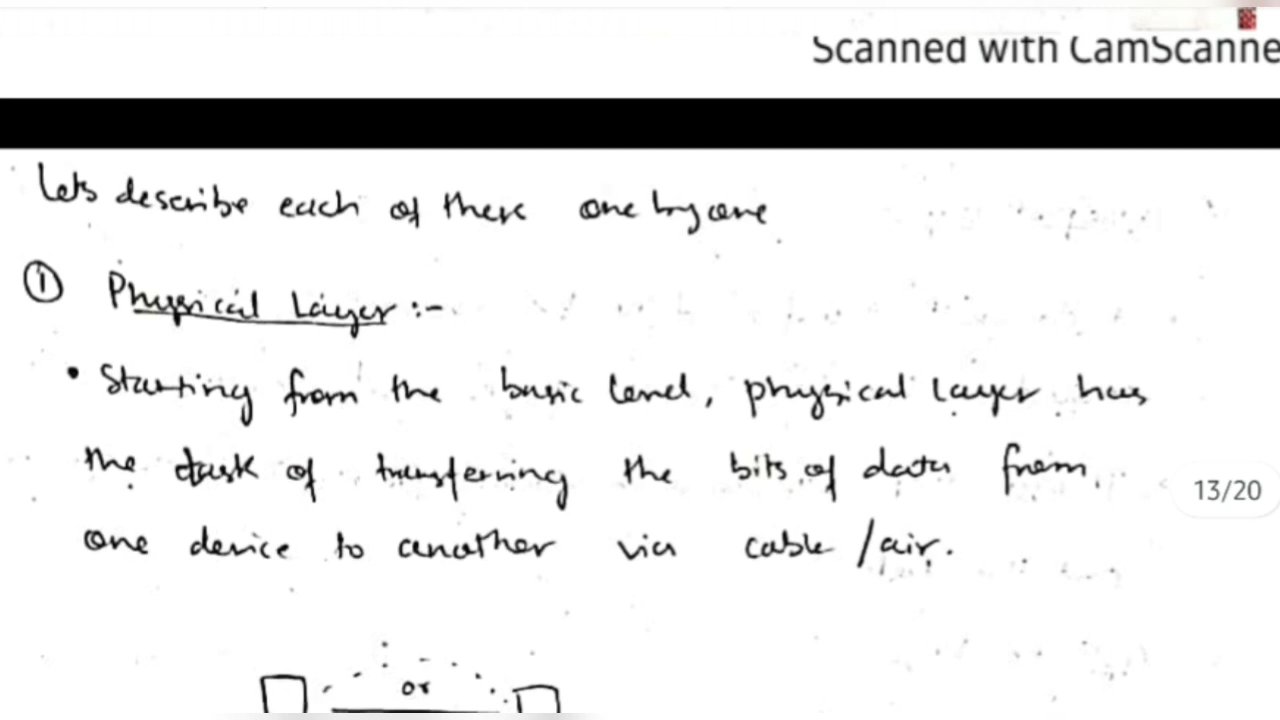 Scanned with CamScanne
Lets describe each of these one by one
① Physical Layer :-
• Starting from the basic level, physical layer has
the task of transferring the bits of data from
13/20
one device to another via cable /air.
or